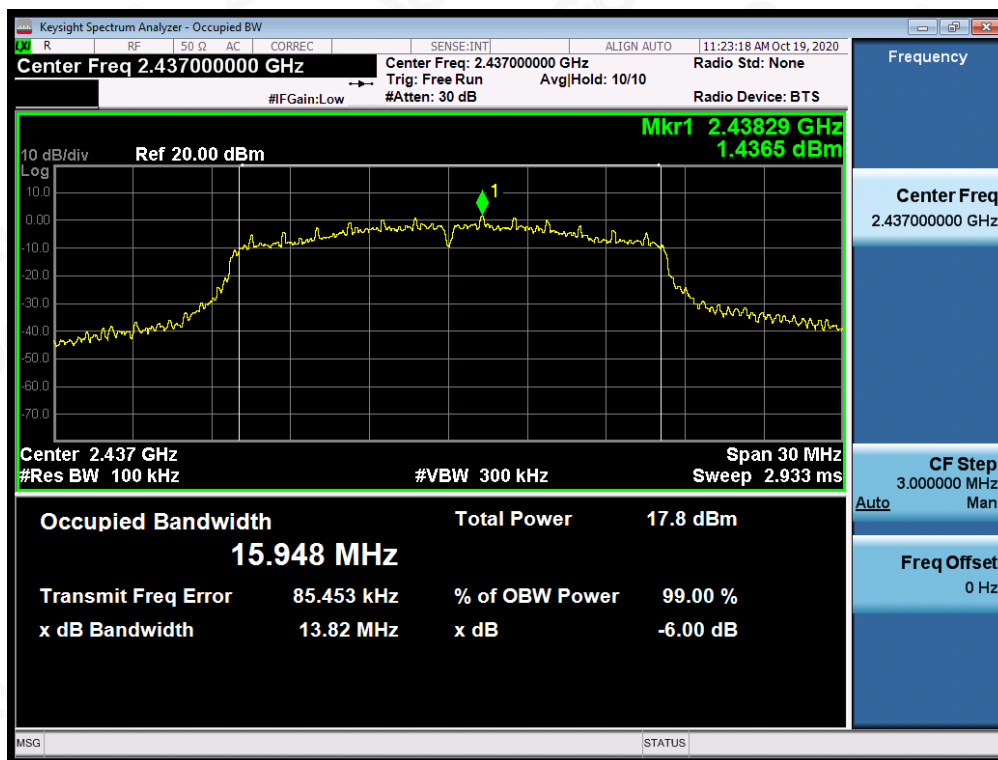 Keysight Spectrum Analyzer - Occupied BW
LXI R RF 50 Ω AC CORREC SENSE:INT ALIGN AUTO 11:23:18 AM Oct 19, 2020
Center Freq 2.437000000 GHz
Center Freq: 2.437000000 GHz
Radio Std: None
Trig: Free Run Avg|Hold: 10/10
#IFGain:Low
#Atten: 30 dB
Radio Device: BTS
Mkr1 2.43829 GHz
1.4365 dBm
10 dB/div Ref 20.00 dBm
Log
10.0
1
0.00
-10.0
-20.0
-30.0
-40.0
-50.0
-60.0
-70.0
Center 2.437 GHz Span 30 MHz
#Res BW 100 kHz #VBW 300 kHz Sweep 2.933 ms
Occupied Bandwidth Total Power 17.8 dBm
15.948 MHz
Transmit Freq Error 85.453 kHz % of OBW Power 99.00 %
x dB Bandwidth 13.82 MHz x dB -6.00 dB
Frequency
Center Freq
2.437000000 GHz
CF Step
3.000000 MHz
Auto Man
Freq Offset
0 Hz
MSG STATUS